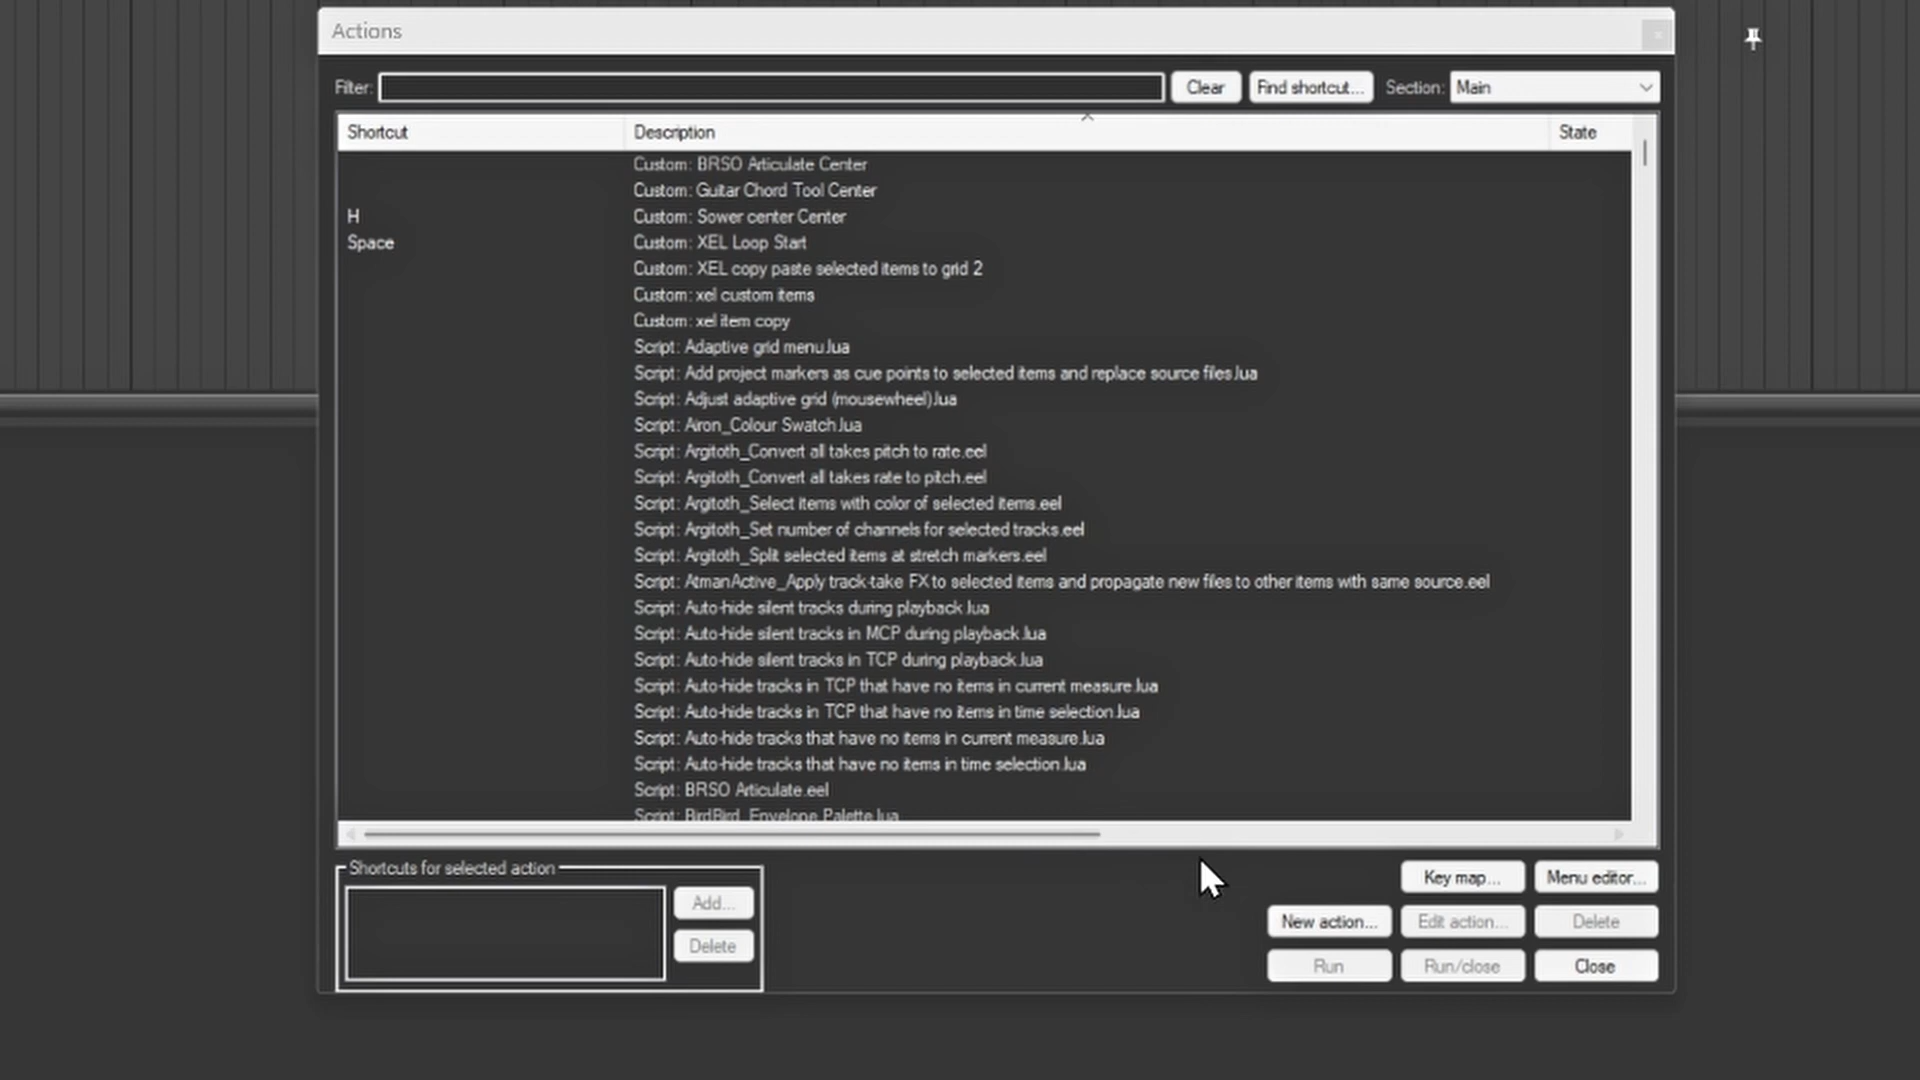 Actions
Filter:
Clear
Find shortcut...
Section:
Main
Shortcut
Description
State
Custom: BRSO Articulate Center
Custom: Guitar Chord Tool Center
H
Custom: Sower center Center
Space
Custom: XEL Loop Start
Custom: XEL copy paste selected items to grid 2
Custom: xel custom items
Custom: xel item copy
Script: Adaptive grid menu.lua
Script: Add project markers as cue points to selected items and replace source files.lua
Script: Adjust adaptive grid (mousewheel).lua
Script: Airon_Colour Swatch.lua
Script: Argitoth_Convert all takes pitch to rate.eel
Script: Argitoth_Convert all takes rate to pitch.eel
Script: Argitoth_Select items with color of selected items.eel
Script: Argitoth_Set number of channels for selected tracks.eel
Script: Argitoth_Split selected items at stretch markers.eel
Script: AtmanActive_Apply track-take FX to selected items and propagate new files to other items with same source.eel
Script: Auto-hide silent tracks during playback.lua
Script: Auto-hide silent tracks in MCP during playback.lua
Script: Auto-hide silent tracks in TCP during playback.lua
Script: Auto-hide tracks in TCP that have no items in current measure.lua
Script: Auto-hide tracks in TCP that have no items in time selection.lua
Script: Auto-hide tracks that have no items in current measure.lua
Script: Auto-hide tracks that have no items in time selection.lua
Script: BRSO Articulate.eel
Script: BirdBird_Envelope Palette.lua
Shortcuts for selected action
Add...
Delete
Key map...
Menu editor...
New action...
Edit action...
Delete
Run
Run/close
Close